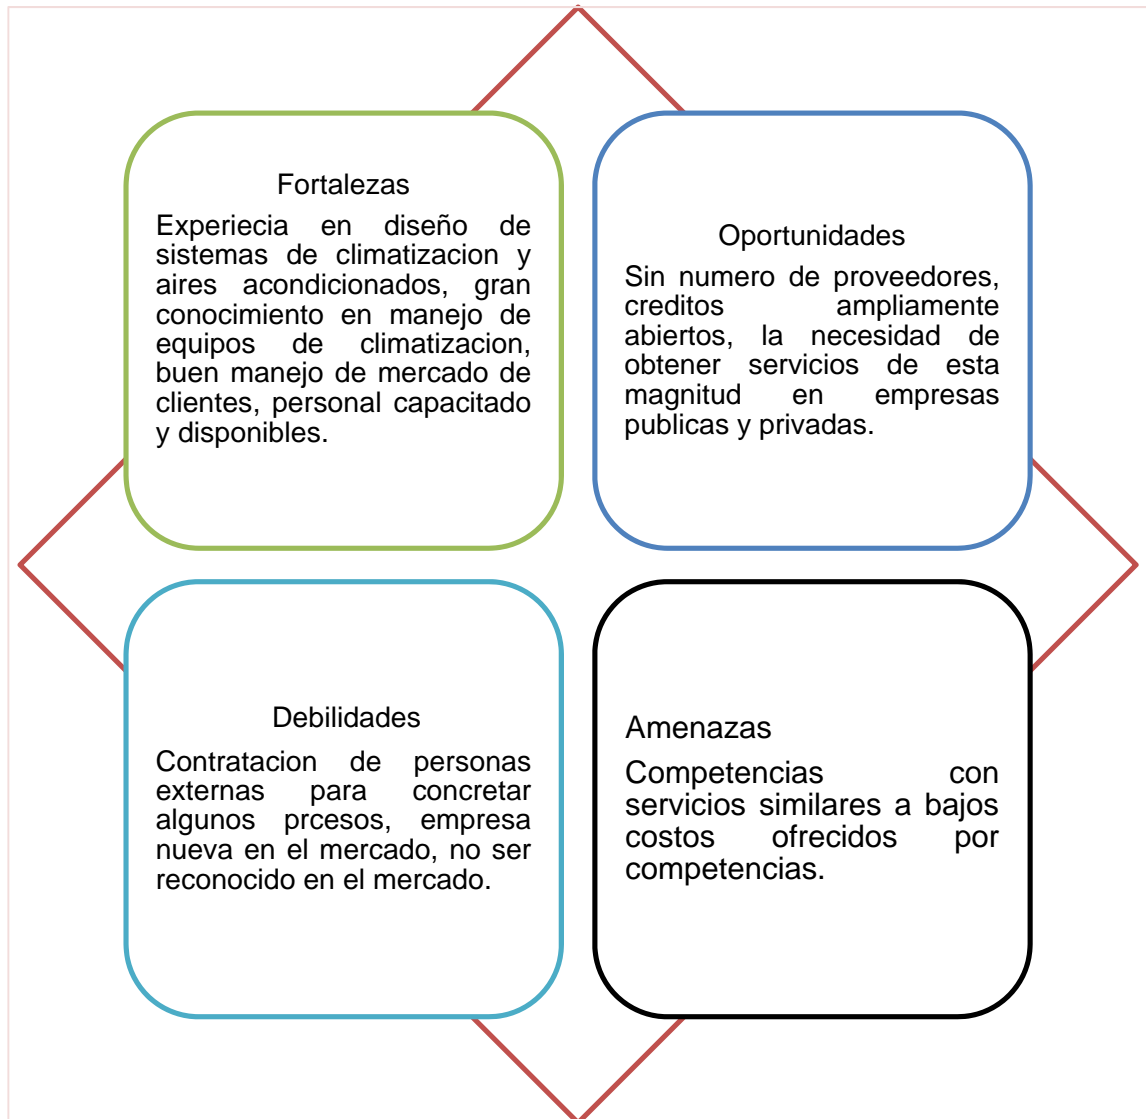 Fortalezas
Experiecia en diseño de
sistemas de climatizacion y
aires acondicionados, gran
conocimiento en manejo de
equipos de climatizacion,
buen manejo de mercado de
clientes, personal capacitado
y disponibles.
Oportunidades
Sin numero de proveedores,
creditos ampliamente
abiertos, la necesidad de
obtener servicios de esta
magnitud en empresas
publicas y privadas.
Debilidades
Contratacion de personas
externas para concretar
algunos prcesos, empresa
nueva en el mercado, no ser
reconocido en el mercado.
Amenazas
Competencias con
servicios similares a bajos
costos ofrecidos por
competencias.